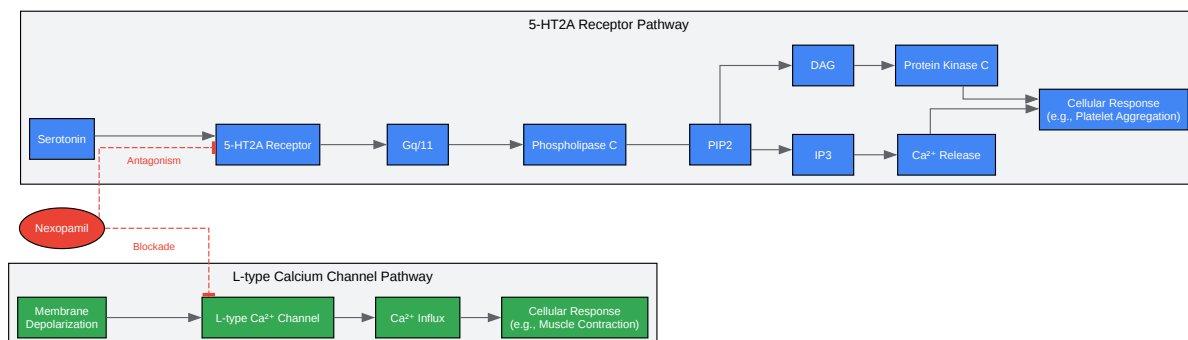 5-HT2A Receptor Pathway
DAG
Protein Kinase C
Cellular Response
(e.g., Platelet Aggregation)
Serotonin
5-HT2A Receptor
Gq/11
Phospholipase C
PIP2
IP3
Ca²⁺ Release
Antagonism
Nexopamil
Blockade
L-type Calcium Channel Pathway
Membrane
Depolarization
L-type Ca²⁺ Channel
Ca²⁺ Influx
Cellular Response
(e.g., Muscle Contraction)